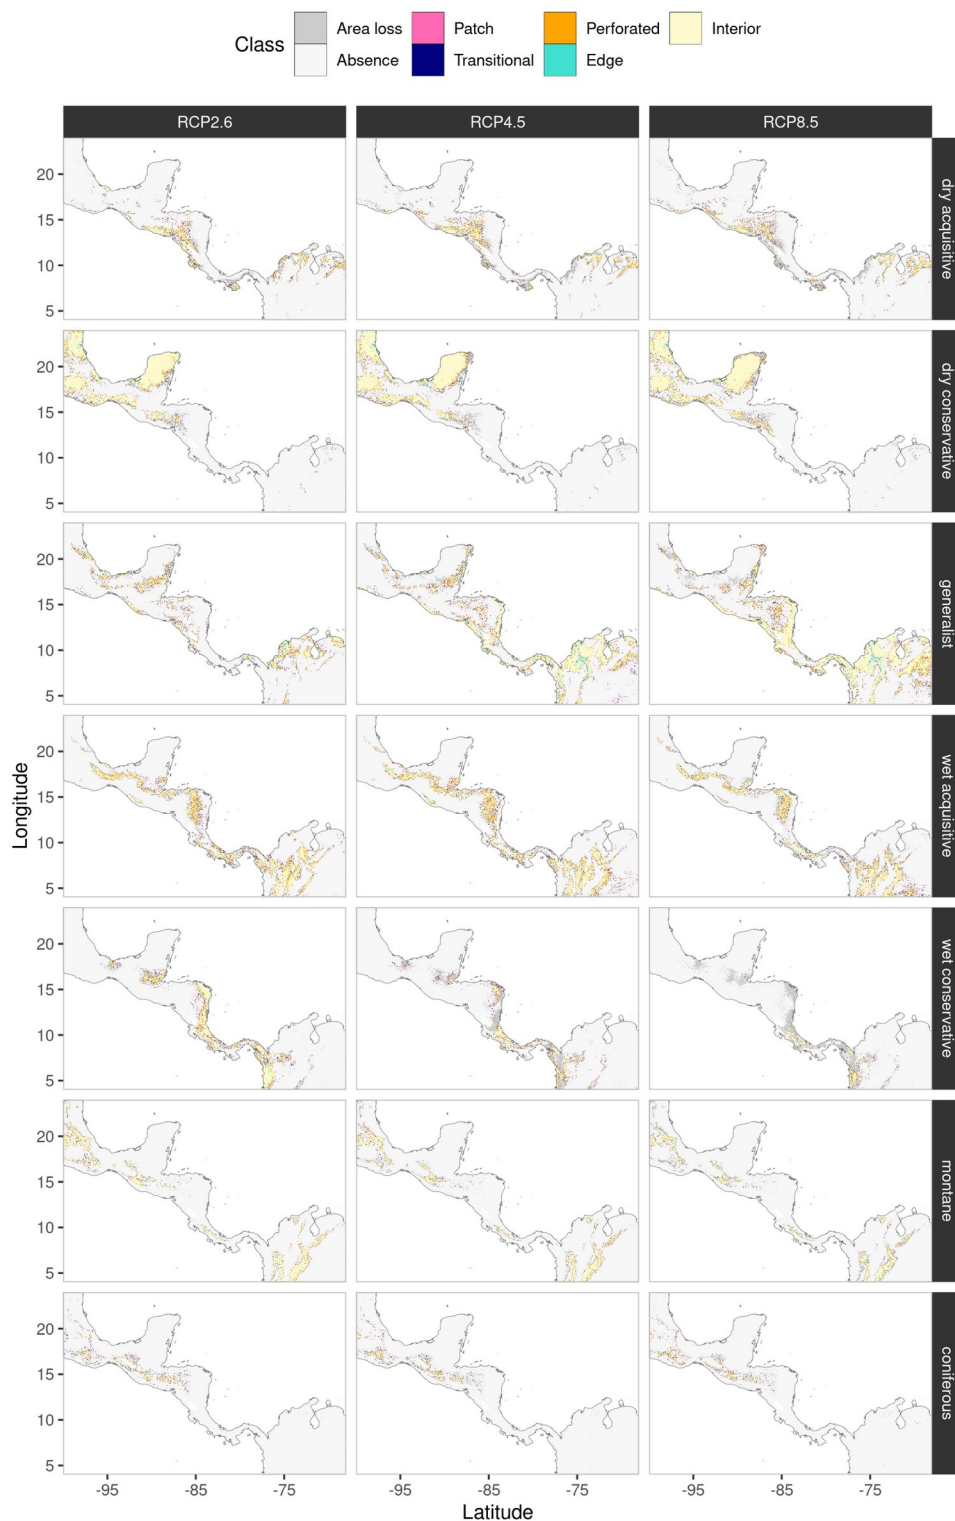 Class
Area loss Patch Perforated Interior
Absence Transitional Edge
RCP2.6 RCP4.5 RCP8.5
20
15
10
5
dry acquisitive
20
15
10
5
dry conservative
20
15
10
5
generalist
Longitude
20
15
10
5
wet acquisitive
20
15
10
5
wet conservative
20
15
10
5
montane
20
15
10
5
coniferous
-95 -85 -75 -95 -85 -75 -95 -85 -75
Latitude